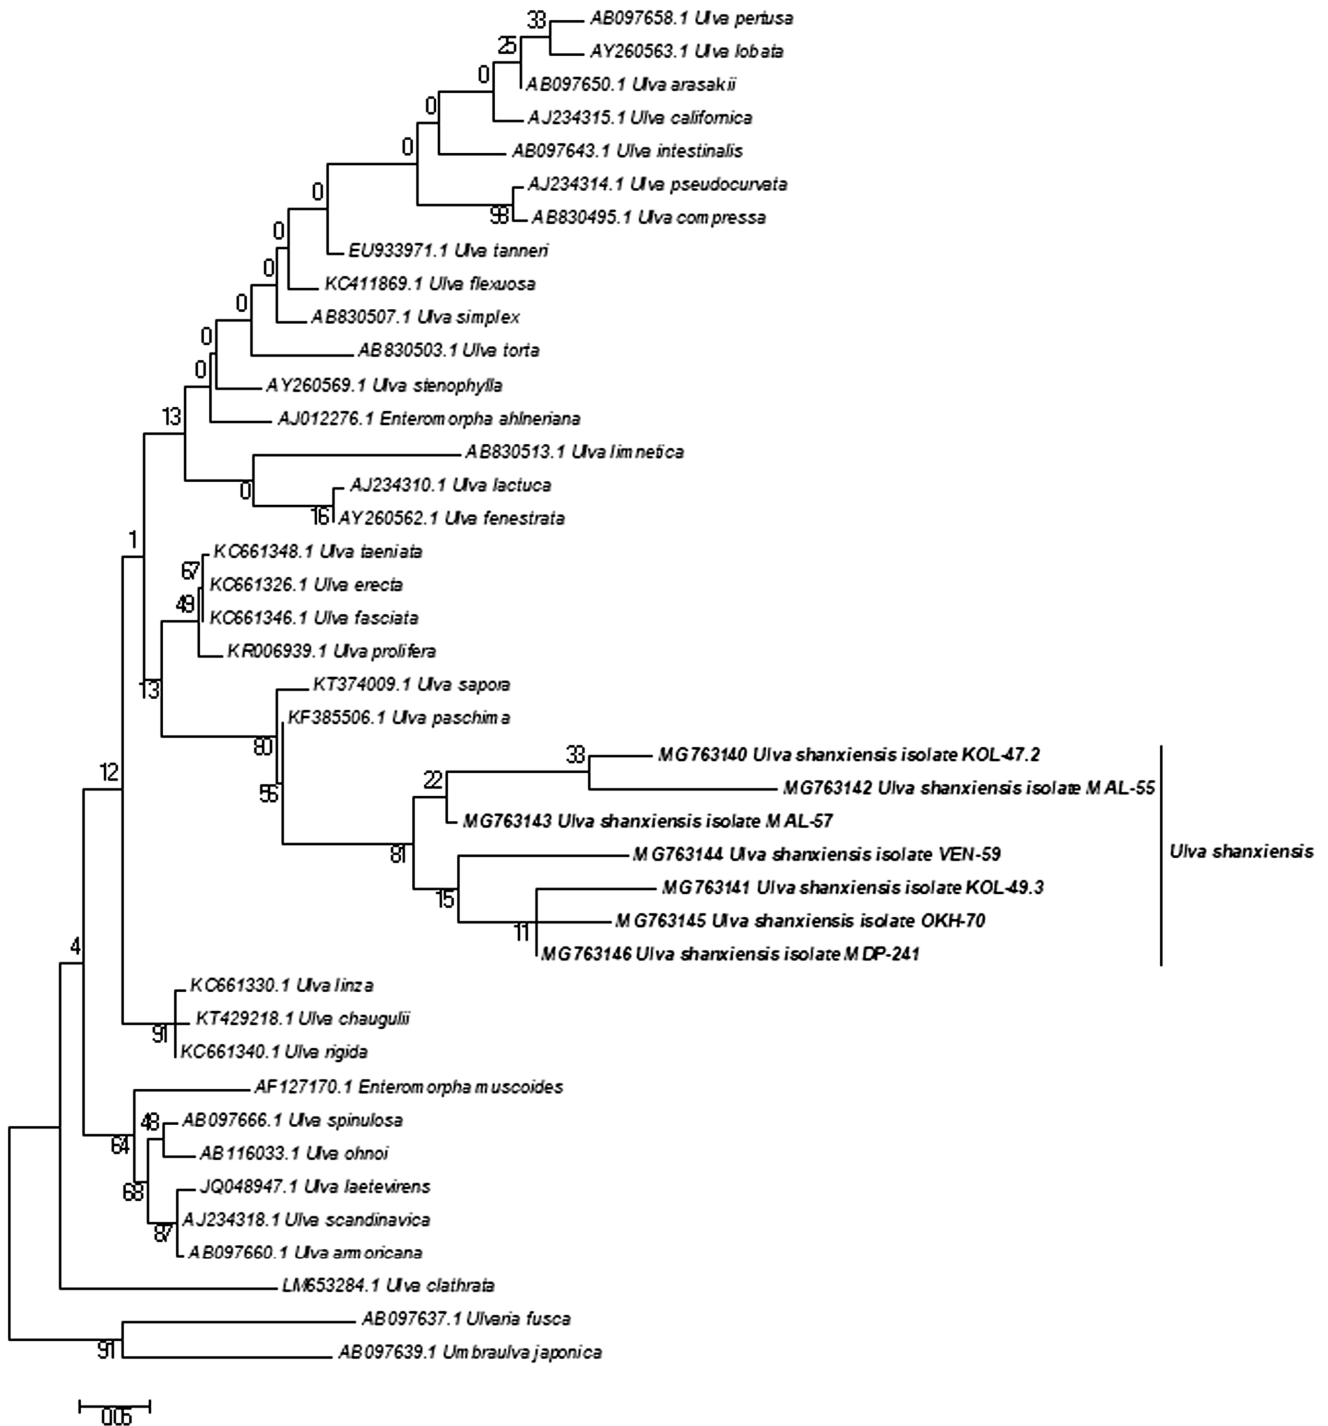 33
AB097658.1 Ulva pertusa
25
AY260563.1 Ulva lobata
0
AB097650.1 Ulva arasakii
0
AJ234315.1 Ulva californica
0
AB097643.1 Ulva intestinalis
0
AJ234314.1 Ulva pseudocurvata
98
AB830495.1 Ulva compressa
0
EU933971.1 Ulva tanneri
0
KC411869.1 Ulva flexuosa
0
AB830507.1 Ulva simplex
0
AB830503.1 Ulva torta
0
AY260569.1 Ulva stenophylla
13
AJ012276.1 Enteromorpha ahlneriana
AB830513.1 Ulva limnetica
0
AJ234310.1 Ulva lactuca
16
AY260562.1 Ulva fenestrata
1
KC661348.1 Ulva taeniata
67
KC661326.1 Ulva erecta
49
KC661346.1 Ulva fasciata
KR006939.1 Ulva prolifera
13
KT374009.1 Ulva sapora
KF385506.1 Ulva paschima
80
33
MG763140 Ulva shanxiensis isolate KOL-47.2
12
22
56
MG763142 Ulva shanxiensis isolate MAL-55
MG763143 Ulva shanxiensis isolate MAL-57
81
MG763144 Ulva shanxiensis isolate VEN-59
Ulva shanxiensis
15
MG763141 Ulva shanxiensis isolate KOL-49.3
11
MG763145 Ulva shanxiensis isolate OKH-70
4
MG763146 Ulva shanxiensis isolate MDP-241
KC661330.1 Ulva linza
91
KT429218.1 Ulva chaugulii
KC661340.1 Ulva rigida
AF127170.1 Enteromorpha muscoides
48
AB097666.1 Ulva spinulosa
64
AB116033.1 Ulva ohnoi
68
JQ048947.1 Ulva laetevirens
87
AJ234318.1 Ulva scandinavica
AB097660.1 Ulva armoricana
LM653284.1 Ulva clathrata
AB097637.1 Ulvaria fusca
91
AB097639.1 Umbraulva japonica
0.05